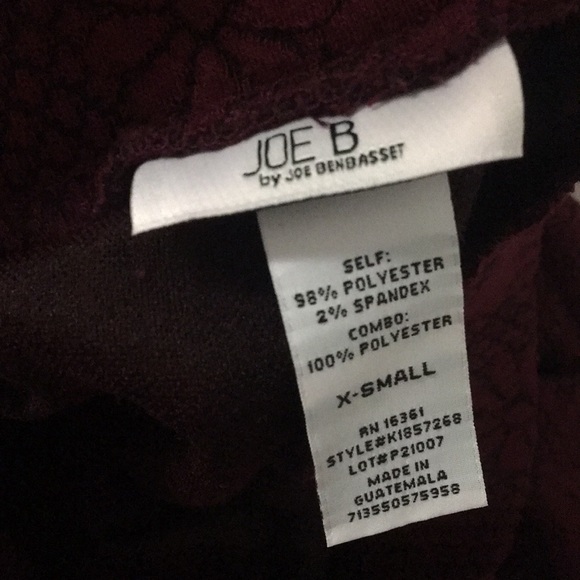 JOE B
by JOE BENBASSET
SELF:
98% POLYESTER
2% SPANDEX
COMBO:
100% POLYESTER
X-SMALL
RN 16361
STYLE#K1857268
LOT#P21007
MADE IN
GUATEMALA
713550575958